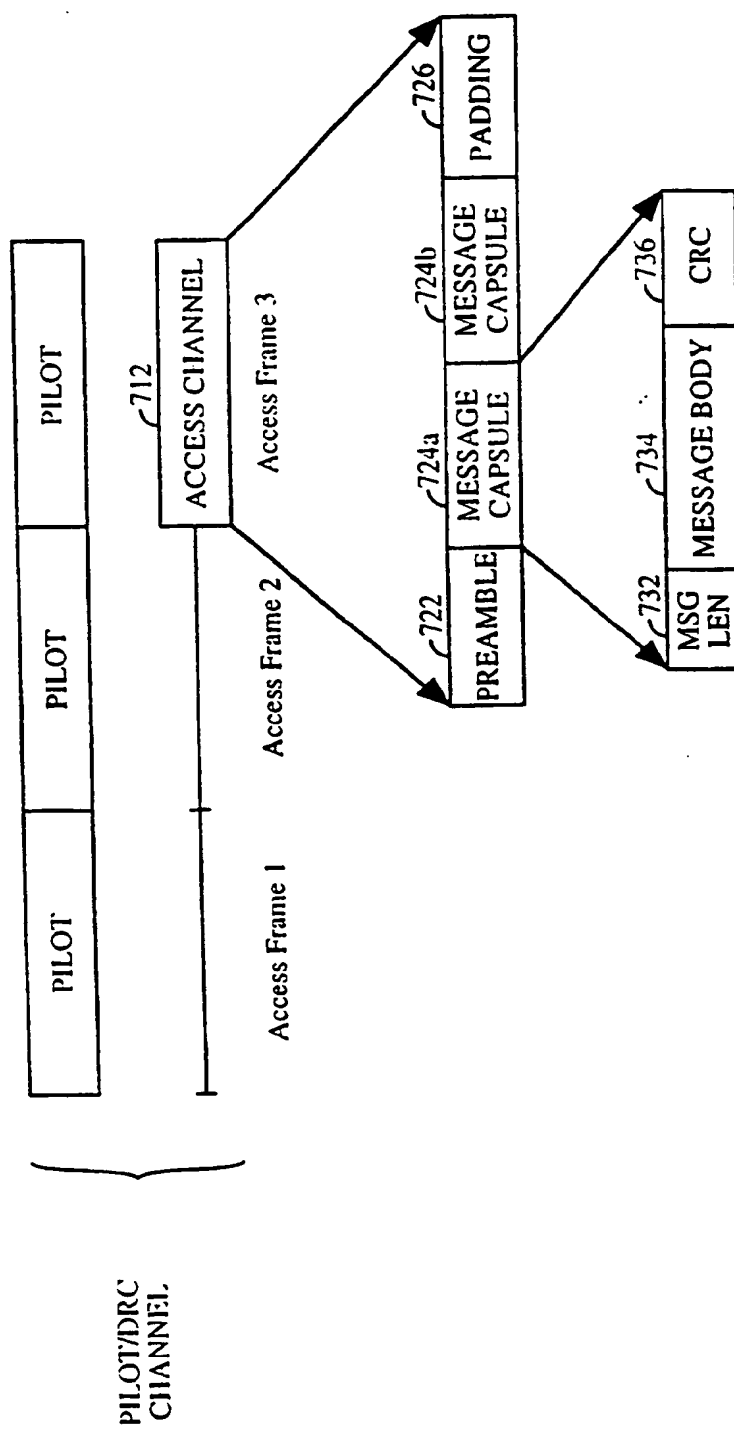 PILOT/DRC
CHANNEL
PILOT
PILOT
PILOT
712
ACCESS CHANNEL
Access Frame 1
Access Frame 2
Access Frame 3
722
724a
724b
726
PREAMBLE
MESSAGE
CAPSULE
MESSAGE
CAPSULE
PADDING
732
734
736
MSG
LEN
MESSAGE BODY
CRC